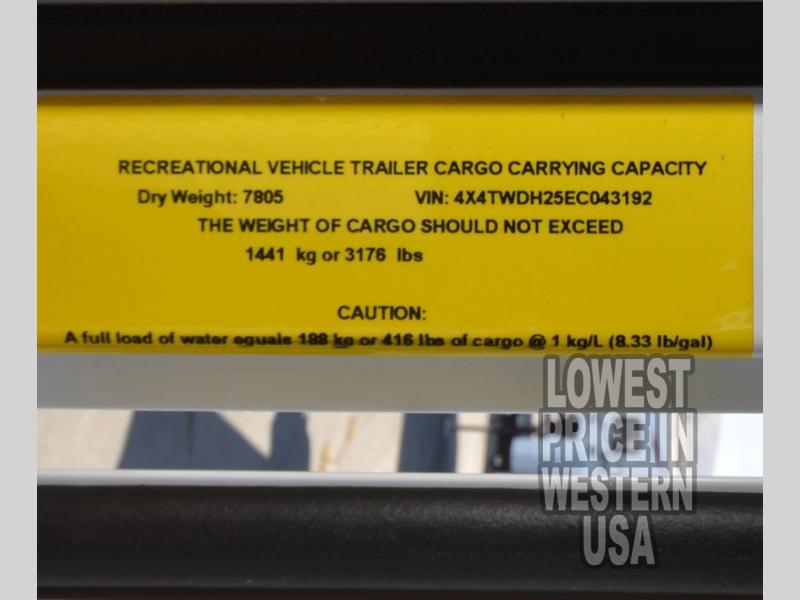 RECREATIONAL VEHICLE TRAILER CARGO CARRYING CAPACITY
Dry Weight: 7805 VIN: 4X4TWDH25EC043192
THE WEIGHT OF CARGO SHOULD NOT EXCEED
1441 kg or 3176 lbs
CAUTION:
A full load of water equals 188 kg or 416 lbs of cargo @ 1 kg/L (8.33 lb/gal)
LOWEST
PRICE IN
WESTERN
USA